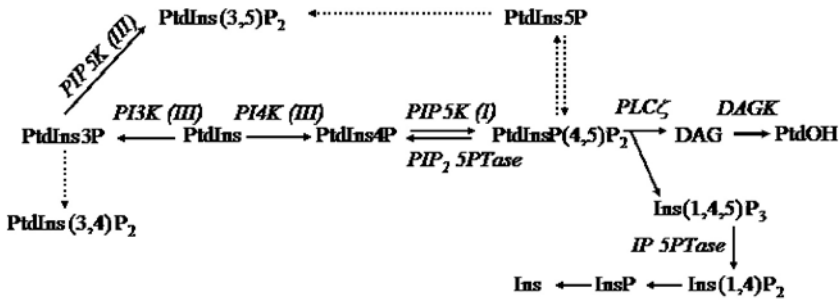 PtdIns(3,5)P2 PtdIns5P
PIP5K (III)
PI3K (III) PI4K (III) PIP5K (I) PLCζ DAGK
PtdIns3P PtdIns PtdIns4P PtdInsP(4,5)P2 DAG PtdOH
PIP2 5PTase
PtdIns(3,4)P2 Ins(1,4,5)P3
IP 5PTase
Ins InsP Ins(1,4)P2